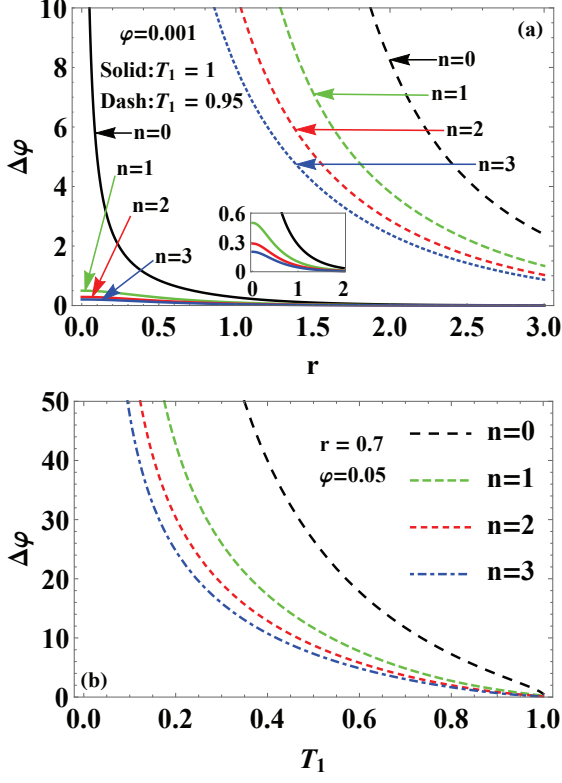 10
8
6
4
2
0
Δφ
φ=0.001
Solid:T₁ = 1
Dash:T₁ = 0.95
(a)
n=0
n=1
n=2
n=3
n=0
n=1
n=2
n=3
0.6
0.3
0
0 1 2
0.0 0.5 1.0 1.5 2.0 2.5 3.0
r
50
40
30
20
10
0
Δφ
r = 0.7
φ=0.05
n=0
n=1
n=2
n=3
(b)
0.0 0.2 0.4 0.6 0.8 1.0
T₁